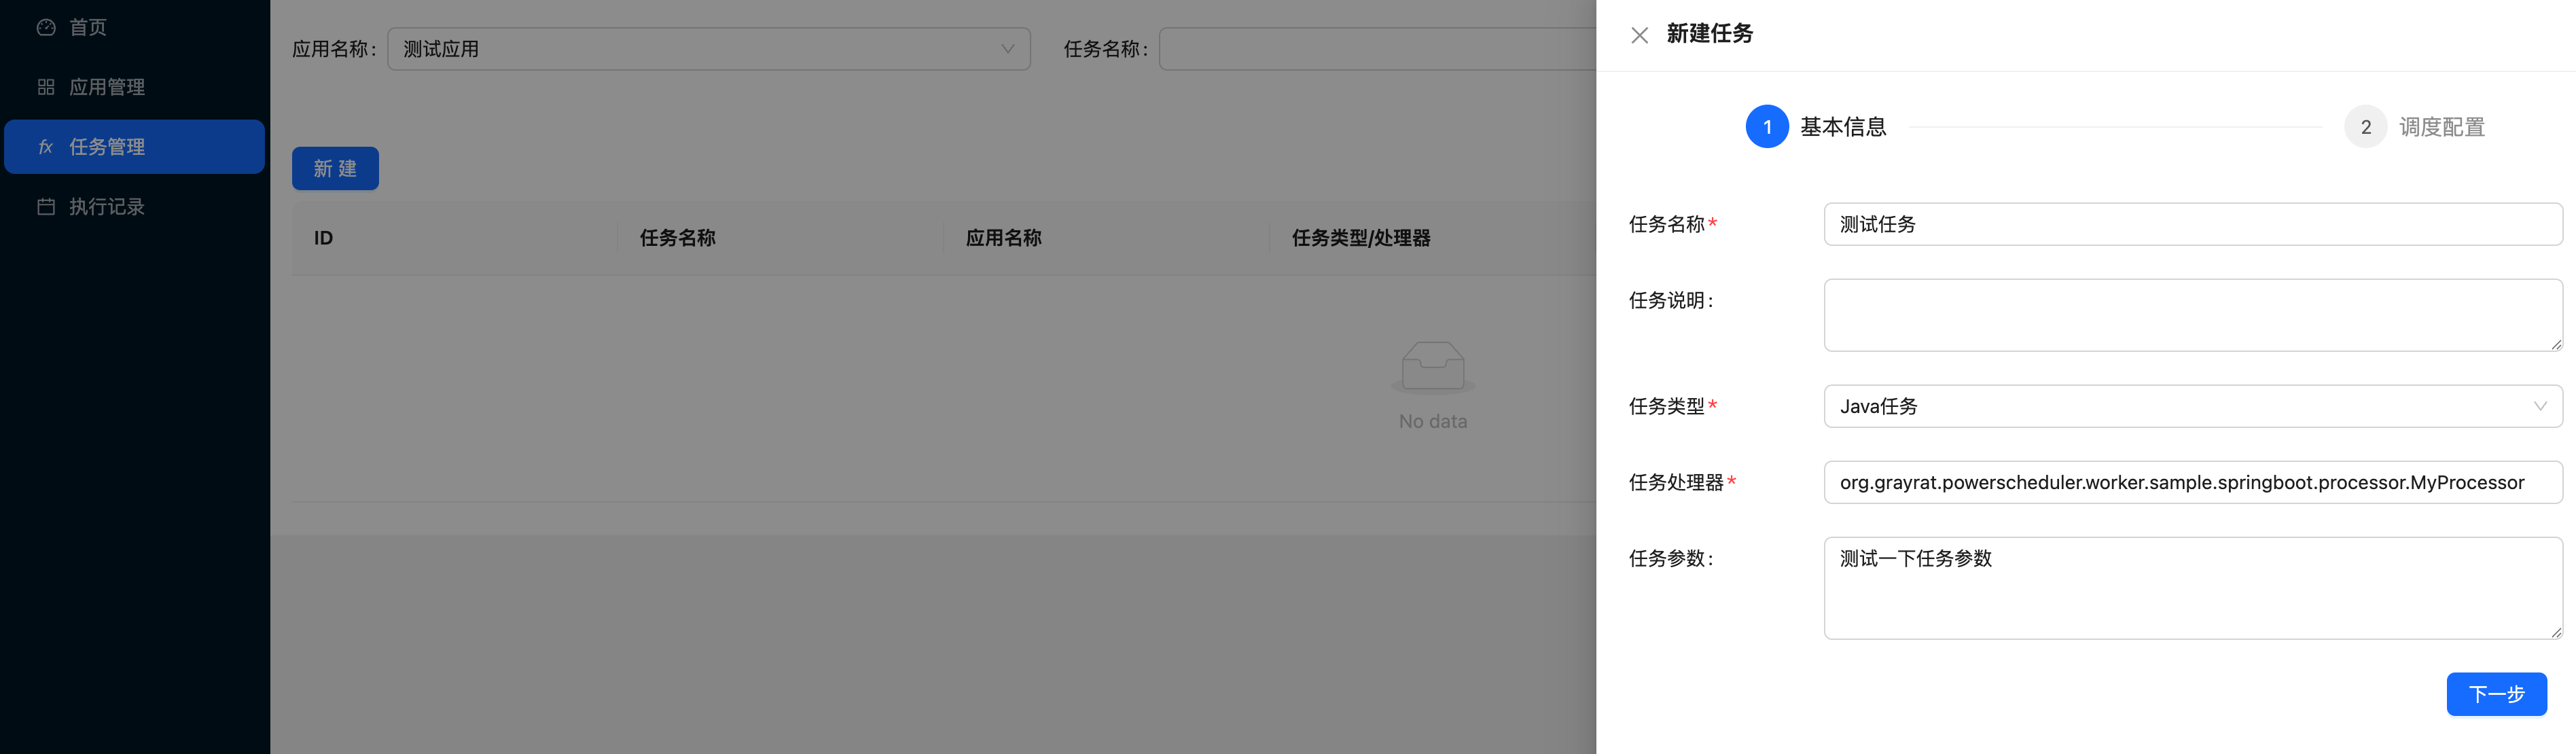 首页
应用管理
任务管理
执行记录
应用名称: 测试应用 任务名称:
新 建
ID 任务名称 应用名称 任务类型/处理器
No data
新建任务
1 基本信息 2 调度配置
任务名称* 测试任务
任务说明:
任务类型* Java任务
任务处理器* org.grayrat.powerscheduler.worker.sample.springboot.processor.MyProcessor
任务参数: 测试一下任务参数
下一步